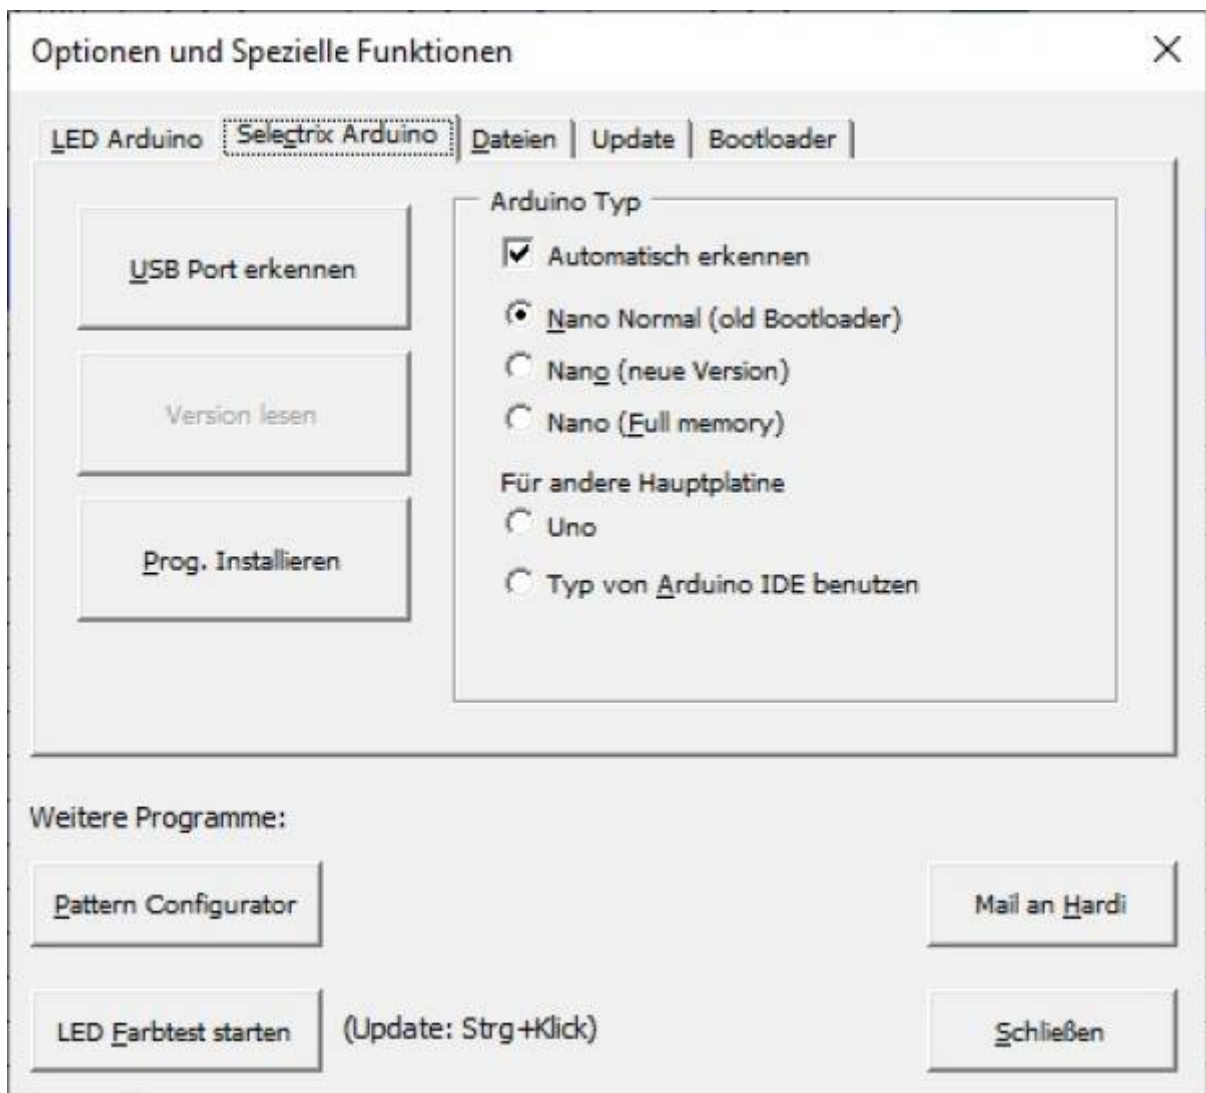 Optionen und Spezielle Funktionen
LED Arduino Selectrix Arduino Dateien Update Bootloader
USB Port erkennen
Version lesen
Prog. Installieren
Arduino Typ
Automatisch erkennen
Nano Normal (old Bootloader)
Nano (neue Version)
Nano (Full memory)
Für andere Hauptplatine
Uno
Typ von Arduino IDE benutzen
Weitere Programme:
Pattern Configurator
Mail an Hardi
LED Farbtest starten (Update: Strg+Klick)
Schließen